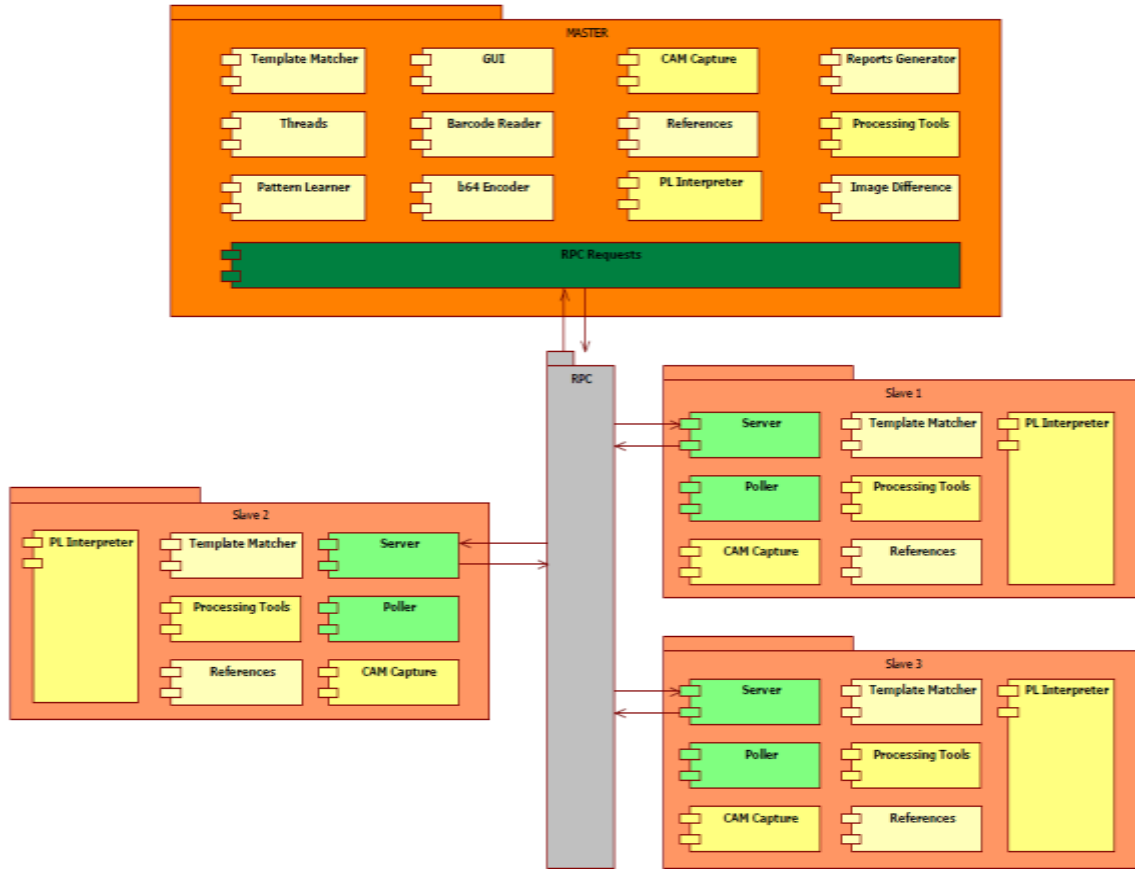 MASTER
Template Matcher
GUI
CAM Capture
Reports Generator
Threads
Barcode Reader
References
Processing Tools
Pattern Learner
b64 Encoder
PL Interpreter
Image Difference
RPC Requests
RPC
Slave 1
Server
Template Matcher
PL Interpreter
Poller
Processing Tools
CAM Capture
References
Slave 2
PL Interpreter
Template Matcher
Server
Processing Tools
Poller
References
CAM Capture
Slave 3
Server
Template Matcher
PL Interpreter
Poller
Processing Tools
CAM Capture
References